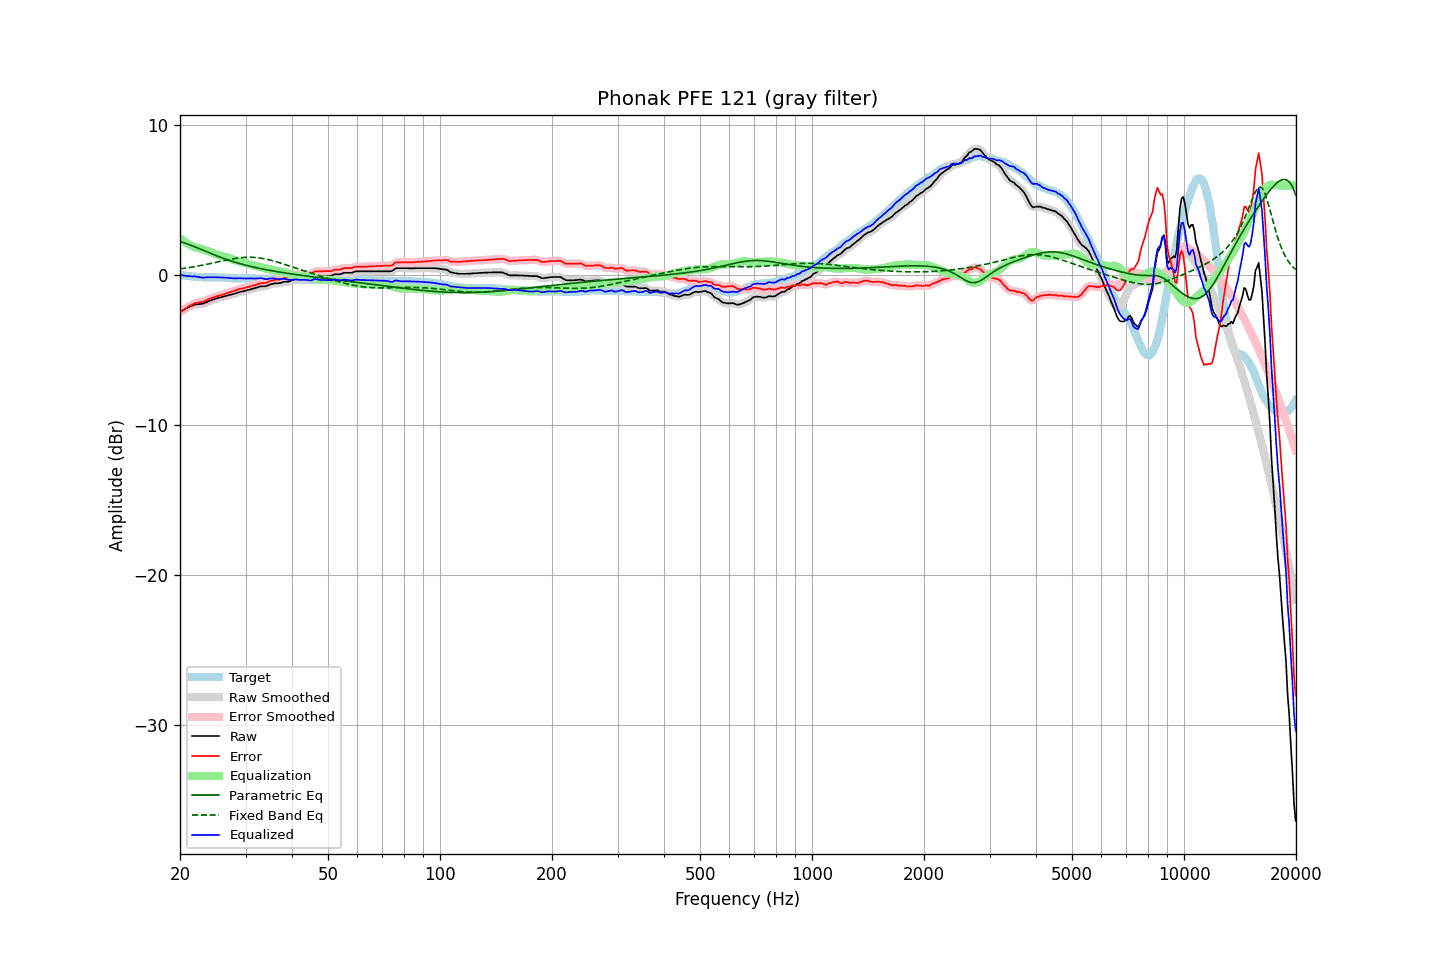 Phonak PFE 121 (gray filter)
10
0
−10
−20
−30
Amplitude (dBr)
Target
Raw Smoothed
Error Smoothed
Raw
Error
Equalization
Parametric Eq
Fixed Band Eq
Equalized
20 50 100 200 500 1000 2000 5000 10000 20000
Frequency (Hz)